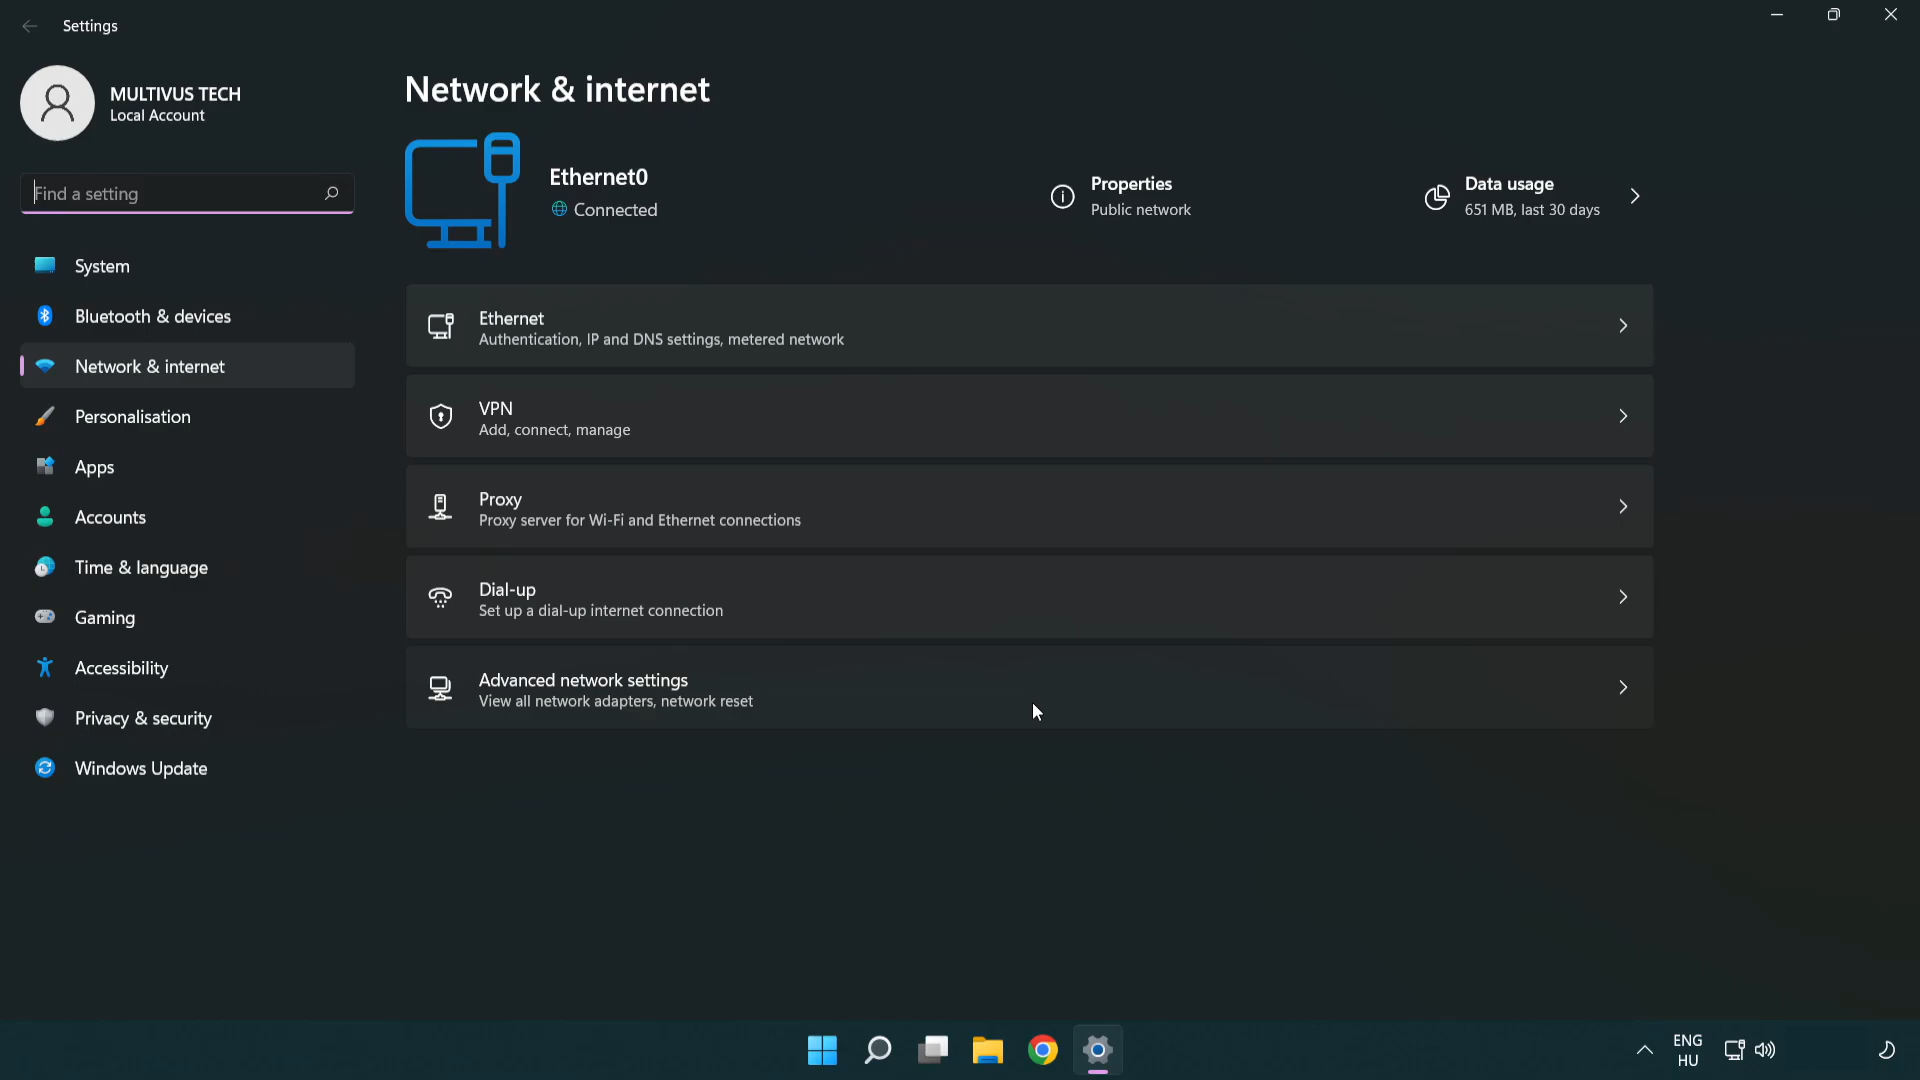 Settings
MULTIVUS TECH
Local Account
Find a setting
System
Bluetooth & devices
Network & internet
Personalisation
Apps
Accounts
Time & language
Gaming
Accessibility
Privacy & security
Windows Update
Network & internet
Ethernet0
Connected
Properties
Public network
Data usage
651 MB, last 30 days
Ethernet
Authentication, IP and DNS settings, metered network
VPN
Add, connect, manage
Proxy
Proxy server for Wi-Fi and Ethernet connections
Dial-up
Set up a dial-up internet connection
Advanced network settings
View all network adapters, network reset
ENG
HU